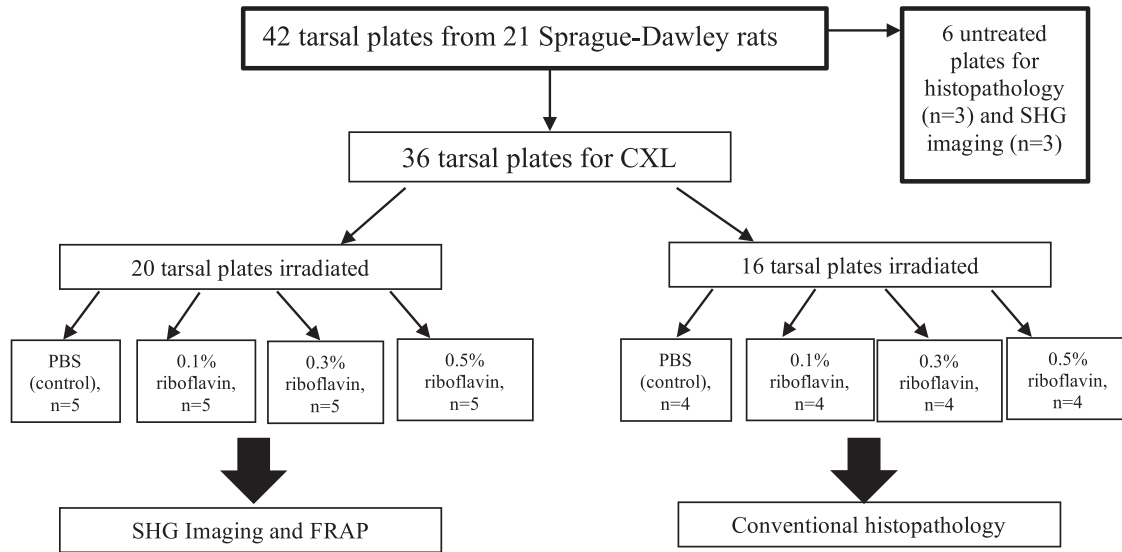 42 tarsal plates from 21 Sprague-Dawley rats
6 untreated
plates for
histopathology
(n=3) and SHG
imaging (n=3)
36 tarsal plates for CXL
20 tarsal plates irradiated
16 tarsal plates irradiated
PBS
(control),
n=5
0.1%
riboflavin,
n=5
0.3%
riboflavin,
n=5
0.5%
riboflavin,
n=5
PBS
(control),
n=4
0.1%
riboflavin,
n=4
0.3%
riboflavin,
n=4
0.5%
riboflavin,
n=4
SHG Imaging and FRAP
Conventional histopathology